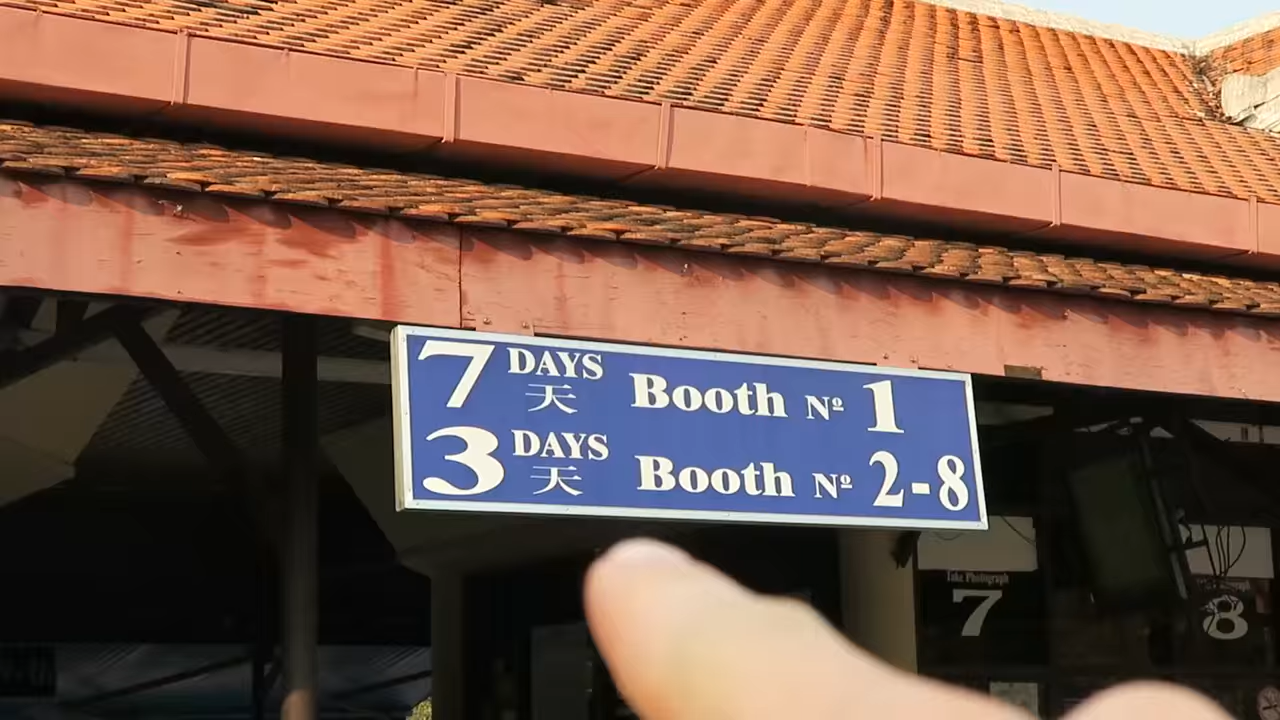 7 DAYS 天 Booth Nº 1
3 DAYS 天 Booth Nº 2-8
Take Photograph
7
8